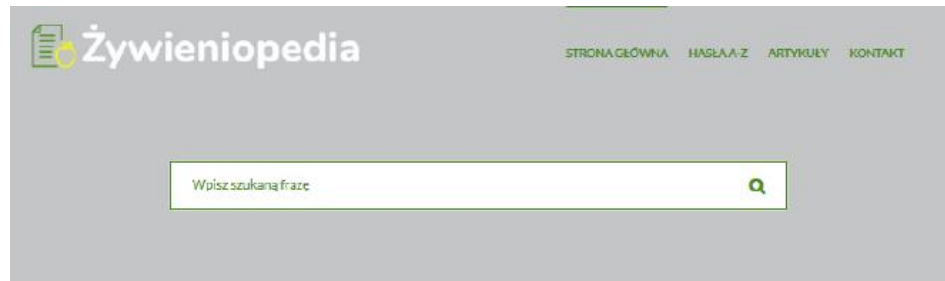 Żywieniopedia
STRONA GŁÓWNA HASŁA A-Z ARTYKUŁY KONTAKT
Wpisz szukaną frazę